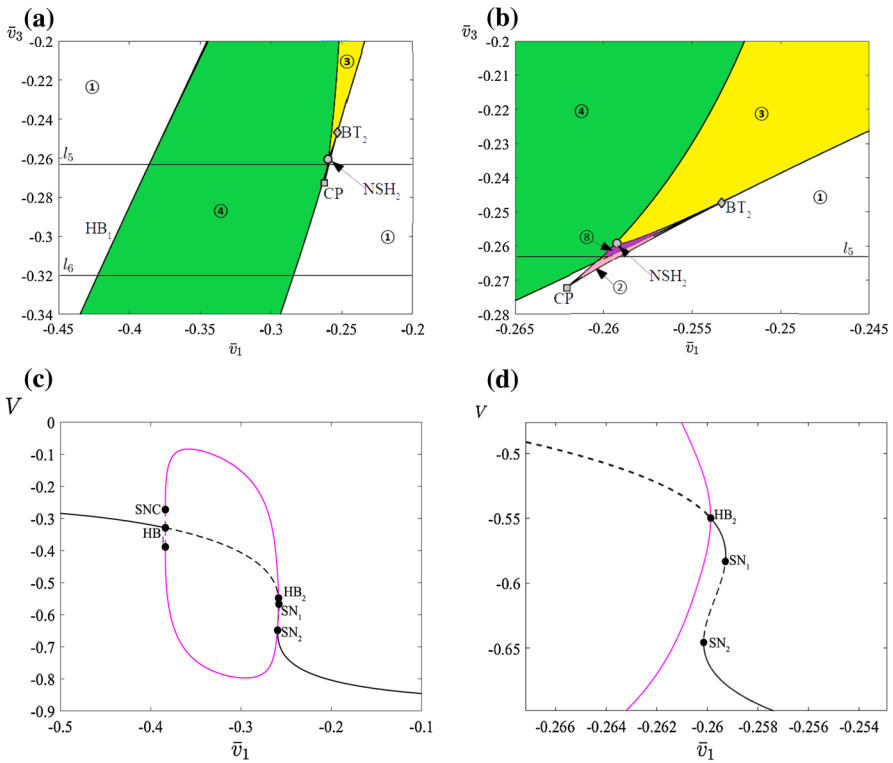 (a)
v̄₃
-0.2
-0.22
-0.24
-0.26
-0.28
-0.3
-0.32
-0.34
-0.45
-0.4
-0.35
-0.3
-0.25
-0.2
v̄₁
①
③
BT₂
l₅
NSH₂
CP
④
HB₁
①
l₆
(b)
v̄₃
-0.2
-0.21
-0.22
-0.23
-0.24
-0.25
-0.26
-0.27
-0.28
-0.265
-0.26
-0.255
-0.25
-0.245
v̄₁
④
③
①
BT₂
⑧
l₅
NSH₂
②
CP
(c)
V
0
-0.1
-0.2
-0.3
-0.4
-0.5
-0.6
-0.7
-0.8
-0.9
-0.5
-0.4
-0.3
-0.2
-0.1
v̄₁
SNC
HB
HB₂
SN₁
SN₂
(d)
V
-0.5
-0.55
-0.6
-0.65
-0.266
-0.264
-0.262
-0.26
-0.258
-0.256
-0.254
v̄₁
HB₂
SN₁
SN₂